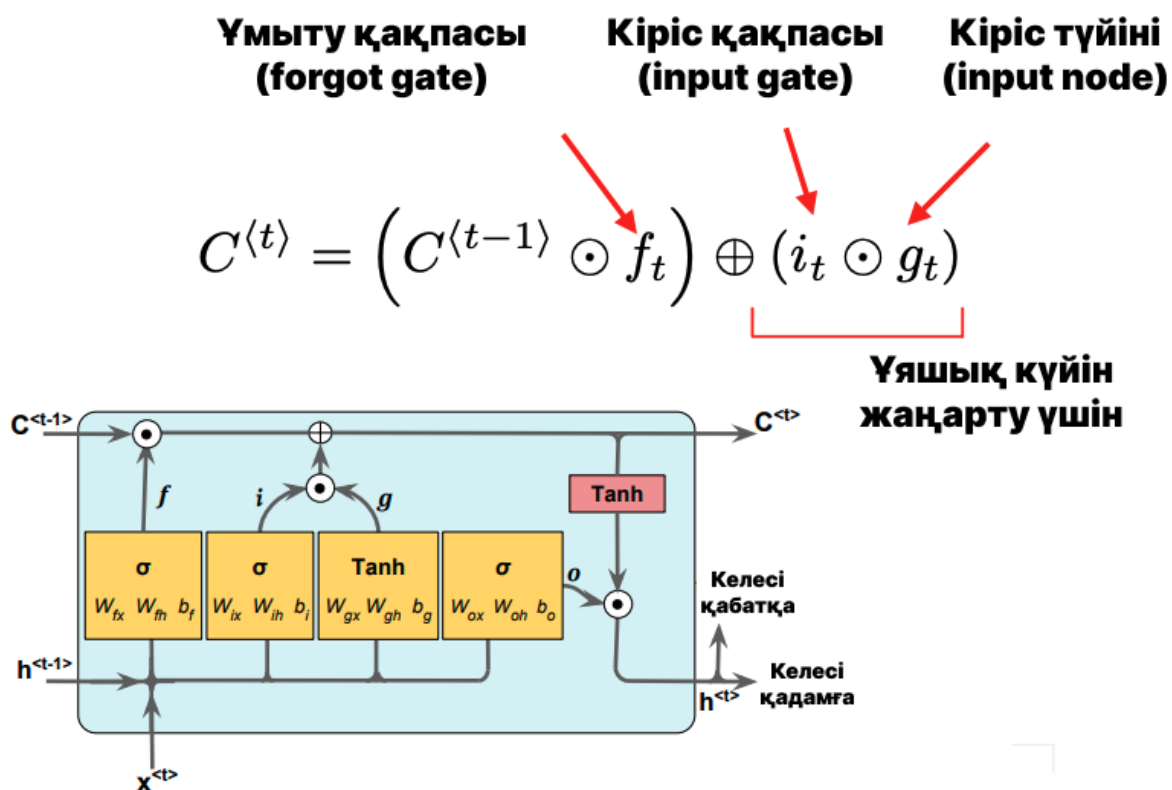 Ұмыту қақпасы
(forgot gate)
Кіріс қақпасы
(input gate)
Кіріс түйіні
(input node)
C⟨t⟩ = (C⟨t−1⟩ ⊙ f_t) ⊕ (i_t ⊙ g_t)
Ұяшық күйін
жаңарту үшін
C<t-1>
C<t>
f
i
g
Tanh
σ
W_fx W_fh b_f
σ
W_ix W_ih b_i
Tanh
W_gx W_gh b_g
σ
W_ox W_oh b_o
o
Келесі
қабатқа
h<t-1>
h<t>
Келесі
қадамға
x<t>